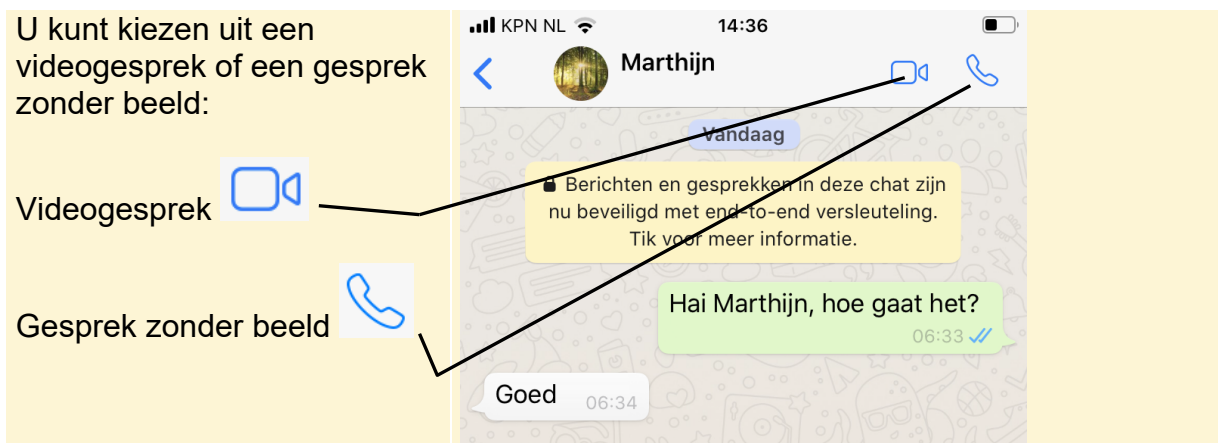 U kunt kiezen uit een
videogesprek of een gesprek
zonder beeld:
Videogesprek
Gesprek zonder beeld
KPN NL 14:36
Marthijn
Vandaag
Berichten en gesprekken in deze chat zijn
nu beveiligd met end-to-end versleuteling.
Tik voor meer informatie.
Hai Marthijn, hoe gaat het?
06:33
Goed 06:34